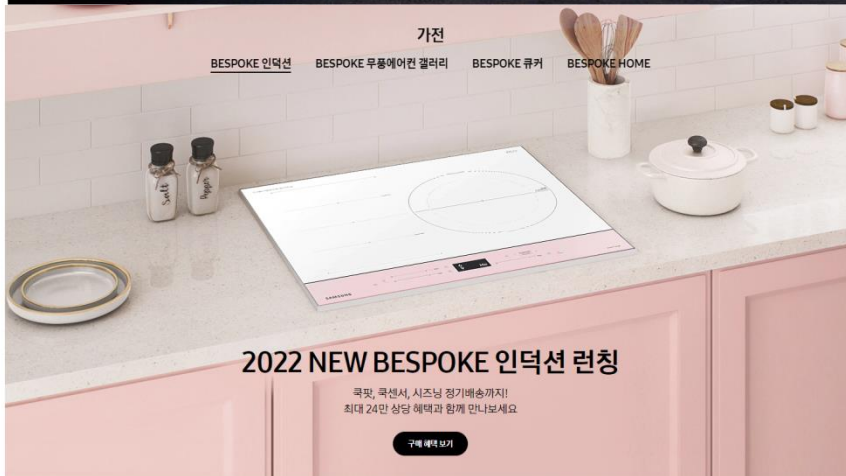 가전
BESPOKE 인덕션 BESPOKE 무풍에어컨 갤러리 BESPOKE 큐커 BESPOKE HOME
Salt Pepper
SAMSUNG
2022 NEW BESPOKE 인덕션 런칭
쿡팟, 쿡센서, 시즈닝 정기배송까지!
최대 24만 상당 혜택과 함께 만나보세요
구매 혜택 보기